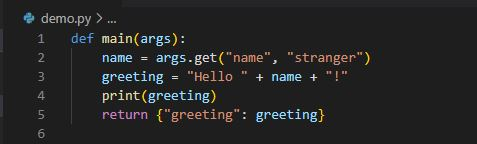 demo.py > ...
1 def main(args):
2     name = args.get("name", "stranger")
3     greeting = "Hello " + name + "!"
4     print(greeting)
5     return {"greeting": greeting}
6